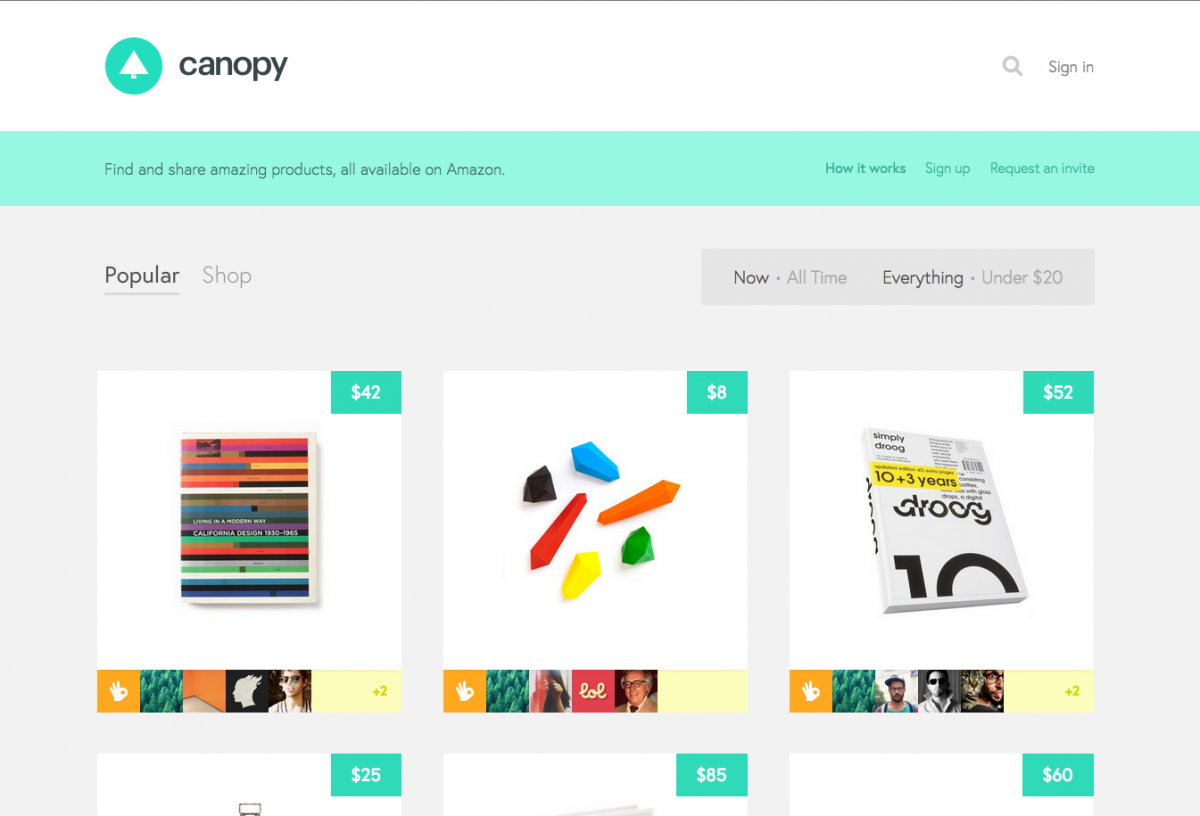 canopy
Sign in
Find and share amazing products, all available on Amazon.
How it works Sign up Request an invite
Popular Shop
Now • All Time Everything • Under $20
$42
$8
$52
LIVING IN A MODERN WAY
CALIFORNIA DESIGN 1930–1965
simply
droog
updated edition 40 extra pages
10+3 years
droog
10
+2
lol
+2
$25
$85
$60